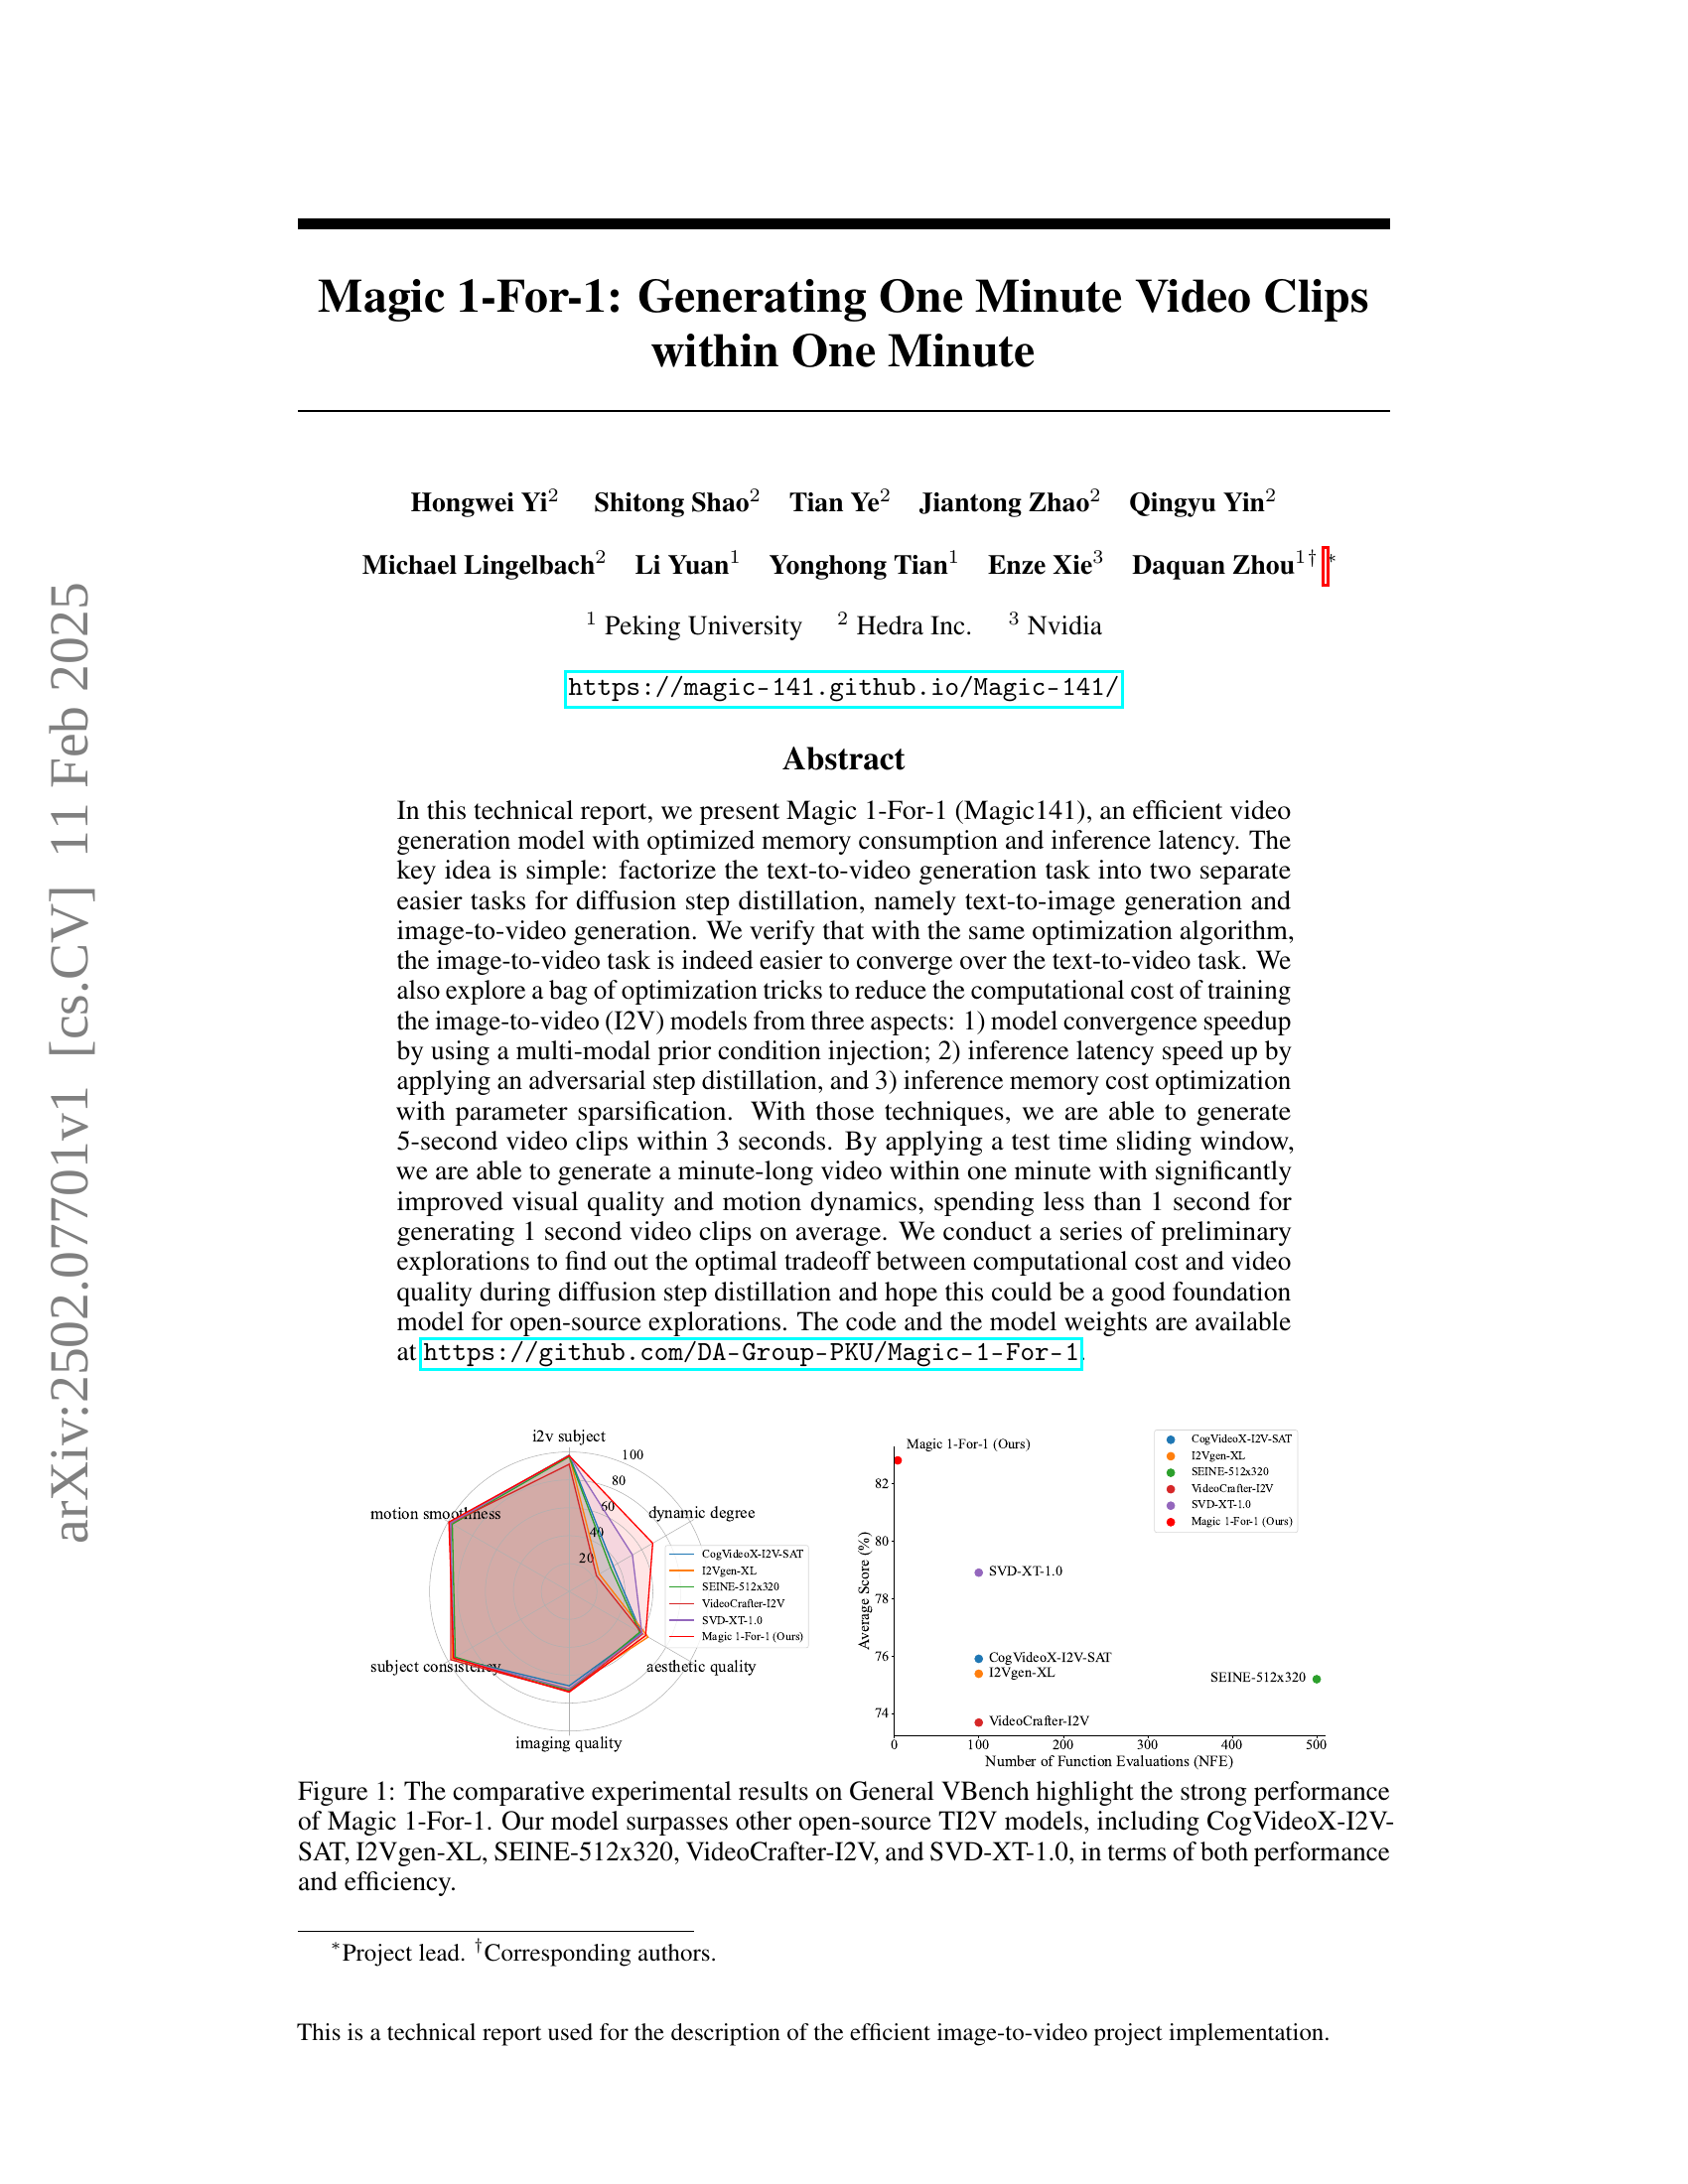 arXiv:2502.07701v1 [cs.CV] 11 Feb 2025
Magic 1-For-1: Generating One Minute Video Clips
within One Minute
Hongwei Yi2 Shitong Shao2 Tian Ye2 Jiantong Zhao2 Qingyu Yin2
Michael Lingelbach2 Li Yuan1 Yonghong Tian1 Enze Xie3 Daquan Zhou1† *
1 Peking University 2 Hedra Inc. 3 Nvidia
https://magic-141.github.io/Magic-141/
Abstract
In this technical report, we present Magic 1-For-1 (Magic141), an efficient video
generation model with optimized memory consumption and inference latency. The
key idea is simple: factorize the text-to-video generation task into two separate
easier tasks for diffusion step distillation, namely text-to-image generation and
image-to-video generation. We verify that with the same optimization algorithm,
the image-to-video task is indeed easier to converge over the text-to-video task. We
also explore a bag of optimization tricks to reduce the computational cost of training
the image-to-video (I2V) models from three aspects: 1) model convergence speedup
by using a multi-modal prior condition injection; 2) inference latency speed up by
applying an adversarial step distillation, and 3) inference memory cost optimization
with parameter sparsification. With those techniques, we are able to generate
5-second video clips within 3 seconds. By applying a test time sliding window,
we are able to generate a minute-long video within one minute with significantly
improved visual quality and motion dynamics, spending less than 1 second for
generating 1 second video clips on average. We conduct a series of preliminary
explorations to find out the optimal tradeoff between computational cost and video
quality during diffusion step distillation and hope this could be a good foundation
model for open-source explorations. The code and the model weights are available
at https://github.com/DA-Group-PKU/Magic-1-For-1.
i2v subject
100
80
60
40
20
dynamic degree
motion smoothness
subject consistency
aesthetic quality
imaging quality
CogVideoX-I2V-SAT
I2Vgen-XL
SEINE-512x320
VideoCrafter-I2V
SVD-XT-1.0
Magic 1-For-1 (Ours)
Magic 1-For-1 (Ours)
CogVideoX-I2V-SAT
I2Vgen-XL
SEINE-512x320
VideoCrafter-I2V
SVD-XT-1.0
Magic 1-For-1 (Ours)
82
80
78
76
74
Average Score (%)
SVD-XT-1.0
CogVideoX-I2V-SAT
I2Vgen-XL
SEINE-512x320
VideoCrafter-I2V
0 100 200 300 400 500
Number of Function Evaluations (NFE)
Figure 1: The comparative experimental results on General VBench highlight the strong performance
of Magic 1-For-1. Our model surpasses other open-source TI2V models, including CogVideoX-I2V-
SAT, I2Vgen-XL, SEINE-512x320, VideoCrafter-I2V, and SVD-XT-1.0, in terms of both performance
and efficiency.
*Project lead. †Corresponding authors.
This is a technical report used for the description of the efficient image-to-video project implementation.